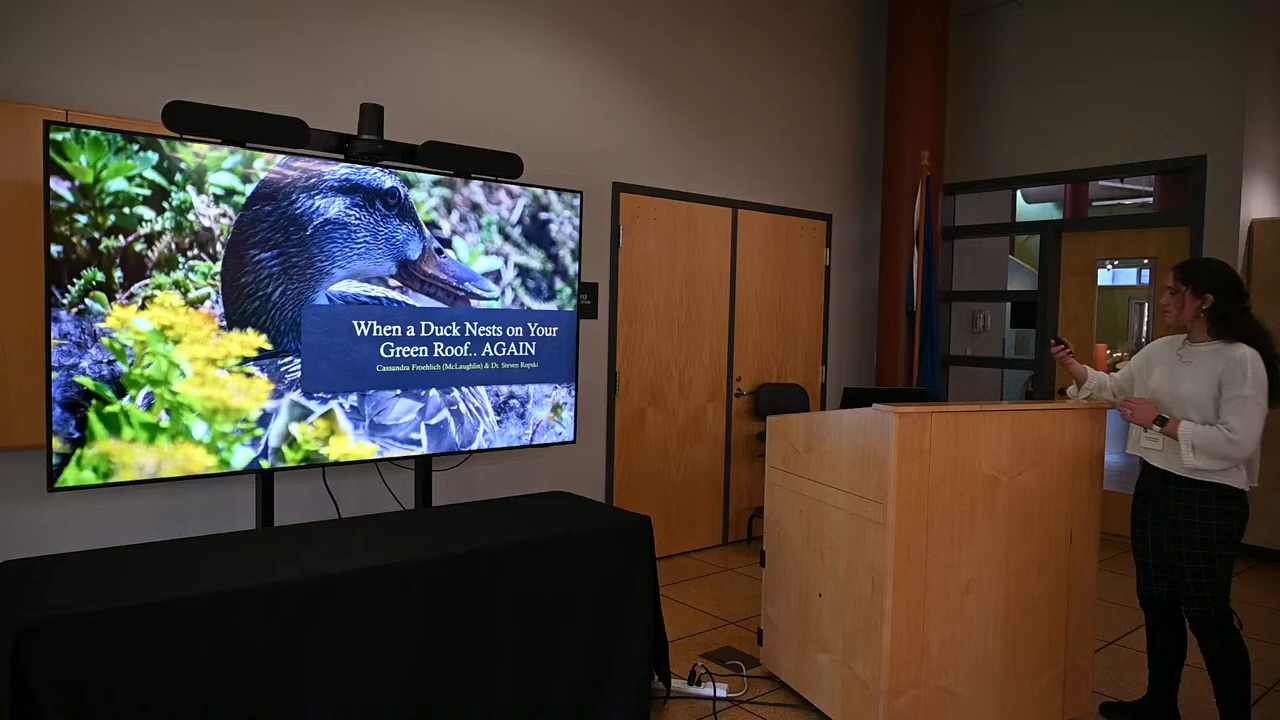 When a Duck Nests on Your
Green Roof.. AGAIN
Cassandra Froehlich (McLaughlin) & Dr. Steven Ropski